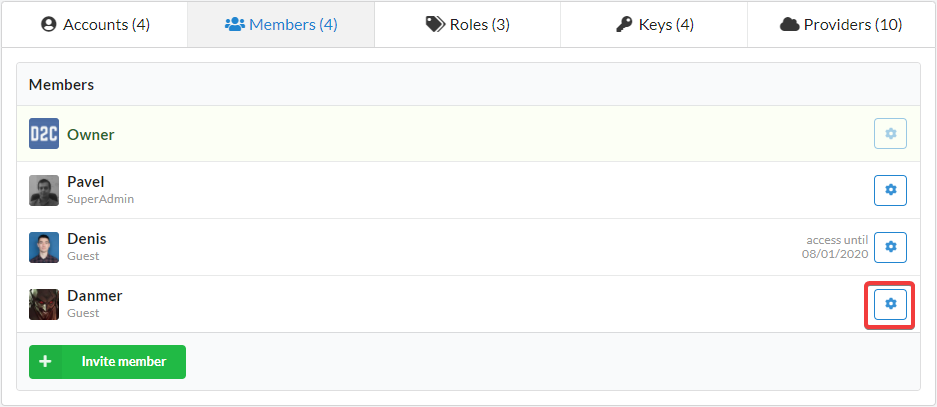 Accounts (4) Members (4) Roles (3) Keys (4) Providers (10)
Members
D2C Owner
Pavel
SuperAdmin
Denis
Guest
access until
08/01/2020
Danmer
Guest
+ Invite member